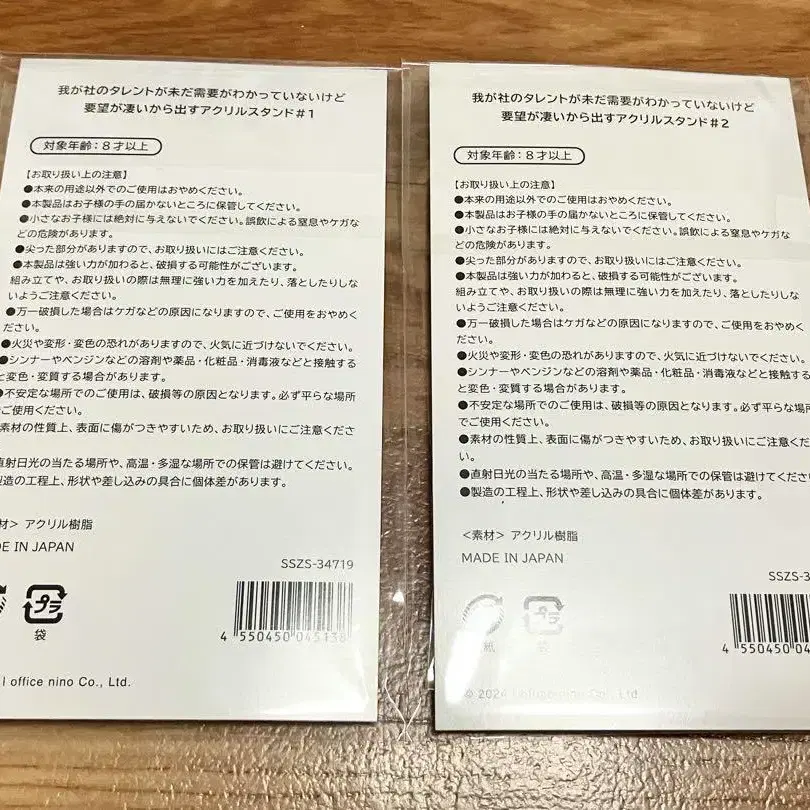 我が社のタレントが未だ需要がわかっていないけど
要望が凄いから出すアクリルスタンド#1
対象年齢：8才以上
【お取り扱い上の注意】
●本来の用途以外でのご使用はおやめください。
●本製品はお子様の手の届かないところに保管してください。
●小さなお子様には絶対に与えないでください。誤飲による窒息やケガな
どの危険があります。
●尖った部分がありますので、お取り扱いにはご注意ください。
●本製品は強い力が加わると、破損する可能性がございます。
組み立てや、お取り扱いの際は無理に強い力を加えたり、落としたりしな
いようご注意ください。
●万一破損した場合はケガなどの原因になりますので、ご使用をおやめく
ださい。
●火災や変形・変色の恐れがありますので、火気に近づけないでください。
●シンナーやベンジンなどの溶剤や薬品・化粧品・消毒液などと接触する
と変色・変質する場合があります。
●不安定な場所でのご使用は、破損等の原因となります。必ず平らな場所
でご使用ください。
素材の性質上、表面に傷がつきやすいため、お取り扱いにご注意くださ
直射日光の当たる場所や、高温・多湿な場所での保管は避けてください。
製造の工程上、形状や差し込みの具合に個体差があります。
材＞ アクリル樹脂
DE IN JAPAN
SSZS-34719
プラ
袋
4 550450 045138
l office nino Co., Ltd.
我が社のタレントが未だ需要がわかっていないけど
要望が凄いから出すアクリルスタンド#2
対象年齢：8才以上
【お取り扱い上の注意】
●本来の用途以外でのご使用はおやめください。
●本製品はお子様の手の届かないところに保管してください。
●小さなお子様には絶対に与えないでください。誤飲による窒息やケガな
どの危険があります。
●尖った部分がありますので、お取り扱いにはご注意ください。
●本製品は強い力が加わると、破損する可能性がございます。
組み立てや、お取り扱いの際は無理に強い力を加えたり、落としたりしな
いようご注意ください。
●万一破損した場合はケガなどの原因になりますので、ご使用をおやめく
ださい。
●火災や変形・変色の恐れがありますので、火気に近づけないでください。
●シンナーやベンジンなどの溶剤や薬品・化粧品・消毒液などと接触する
と変色・変質する場合があります。
●不安定な場所でのご使用は、破損等の原因となります。必ず平らな場所
でご使用ください。
●素材の性質上、表面に傷がつきやすいため、お取り扱いにご注意くだ
い。
●直射日光の当たる場所や、高温・多湿な場所での保管は避けてください
●製造の工程上、形状や差し込みの具合に個体差があります。
＜素材＞ アクリル樹脂
MADE IN JAPAN
SSZS-3
紙
プラ
袋
4 550450 04
© 2024 Co., Ltd